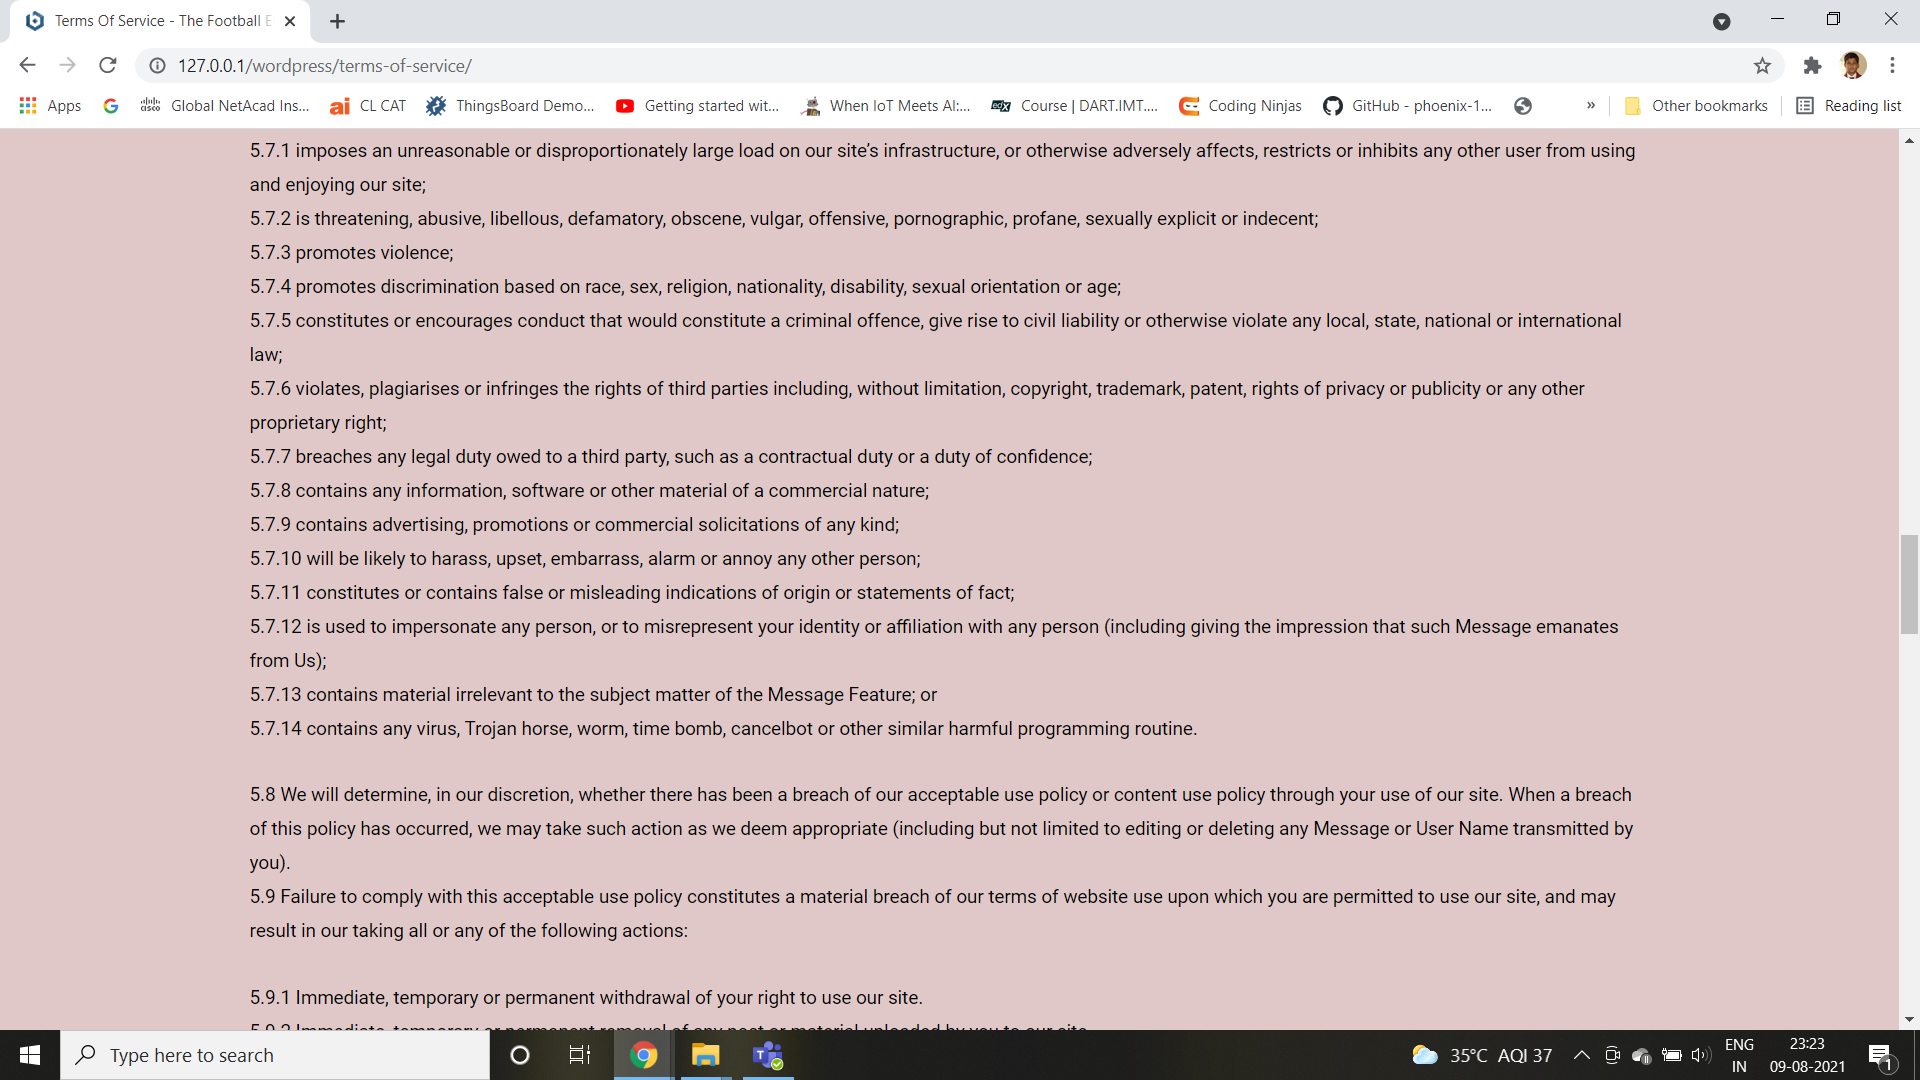 Terms Of Service - The Football E
127.0.0.1/wordpress/terms-of-service/
Apps
Global NetAcad Ins...
CL CAT
ThingsBoard Demo...
Getting started wit...
When IoT Meets AI:...
Course | DART.IMT....
Coding Ninjas
GitHub - phoenix-1...
»
Other bookmarks
Reading list
5.7.1 imposes an unreasonable or disproportionately large load on our site’s infrastructure, or otherwise adversely affects, restricts or inhibits any other user from using
and enjoying our site;
5.7.2 is threatening, abusive, libellous, defamatory, obscene, vulgar, offensive, pornographic, profane, sexually explicit or indecent;
5.7.3 promotes violence;
5.7.4 promotes discrimination based on race, sex, religion, nationality, disability, sexual orientation or age;
5.7.5 constitutes or encourages conduct that would constitute a criminal offence, give rise to civil liability or otherwise violate any local, state, national or international
law;
5.7.6 violates, plagiarises or infringes the rights of third parties including, without limitation, copyright, trademark, patent, rights of privacy or publicity or any other
proprietary right;
5.7.7 breaches any legal duty owed to a third party, such as a contractual duty or a duty of confidence;
5.7.8 contains any information, software or other material of a commercial nature;
5.7.9 contains advertising, promotions or commercial solicitations of any kind;
5.7.10 will be likely to harass, upset, embarrass, alarm or annoy any other person;
5.7.11 constitutes or contains false or misleading indications of origin or statements of fact;
5.7.12 is used to impersonate any person, or to misrepresent your identity or affiliation with any person (including giving the impression that such Message emanates
from Us);
5.7.13 contains material irrelevant to the subject matter of the Message Feature; or
5.7.14 contains any virus, Trojan horse, worm, time bomb, cancelbot or other similar harmful programming routine.
5.8 We will determine, in our discretion, whether there has been a breach of our acceptable use policy or content use policy through your use of our site. When a breach
of this policy has occurred, we may take such action as we deem appropriate (including but not limited to editing or deleting any Message or User Name transmitted by
you).
5.9 Failure to comply with this acceptable use policy constitutes a material breach of our terms of website use upon which you are permitted to use our site, and may
result in our taking all or any of the following actions:
5.9.1 Immediate, temporary or permanent withdrawal of your right to use our site.
5.9.2 Immediate, temporary or permanent removal of any post or material uploaded by you to our site.
Type here to search
35°C AQI 37
ENG
IN
23:23
09-08-2021
1